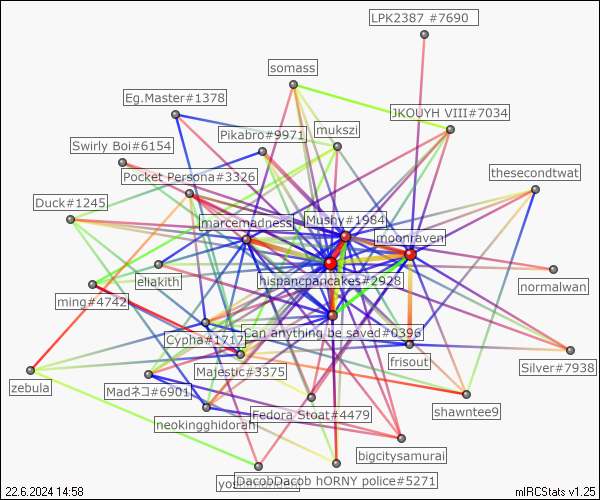 LPK2387 #7690
somass
Eg.Master#1378
JKOUYH VIII#7034
Pikabro#9971
mukszi
Swirly Boi#6154
thesecondtwat
Pocket Persona#3326
Duck#1245
marcemadness
Mushy#1984
moonraven
eliakith
hispancpancakes#2928
normalwan
ming#4742
Cypha#1717
Can anything be saved#0396
frisout
Silver#7938
Majestic#3375
zebula
Madネコ#6901
shawntee9
neokingghidorah
Fedora Stoat#4479
bigcitysamurai
DacobDacob hORNY police#5271
22.6.2024 14:58
mIRCStats v1.25